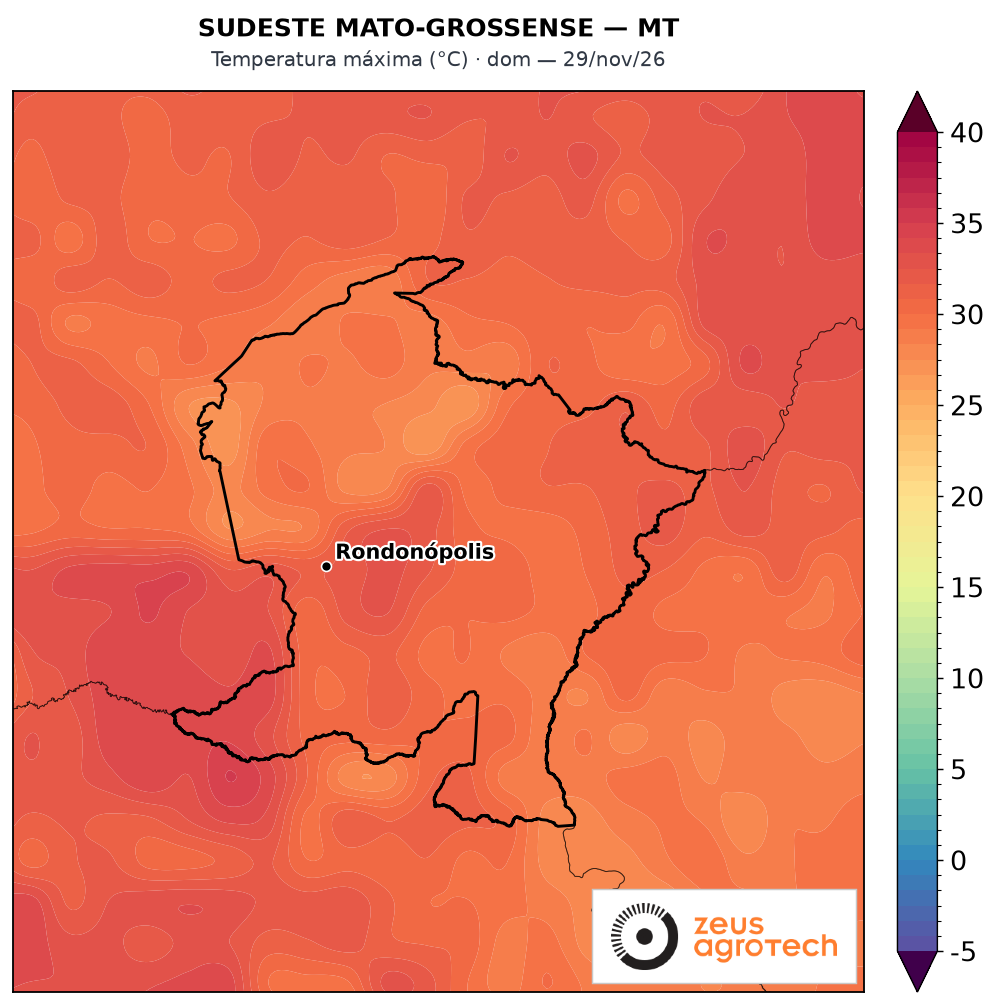 SUDESTE MATO-GROSSENSE — MT
Temperatura máxima (°C) · dom — 29/nov/26
40
35
30
25
20
15
10
5
0
-5
Rondonópolis
zeus
agrotech